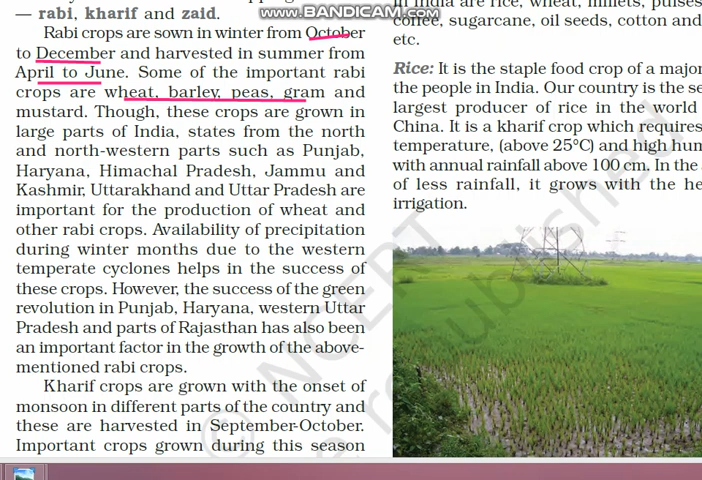 — rabi, kharif and zaid.
Rabi crops are sown in winter from October
to December and harvested in summer from
April to June. Some of the important rabi
crops are wheat, barley, peas, gram and
mustard. Though, these crops are grown in
large parts of India, states from the north
and north-western parts such as Punjab,
Haryana, Himachal Pradesh, Jammu and
Kashmir, Uttarakhand and Uttar Pradesh are
important for the production of wheat and
other rabi crops. Availability of precipitation
during winter months due to the western
temperate cyclones helps in the success of
these crops. However, the success of the green
revolution in Punjab, Haryana, western Uttar
Pradesh and parts of Rajasthan has also been
an important factor in the growth of the above-
mentioned rabi crops.
Kharif crops are grown with the onset of
monsoon in different parts of the country and
these are harvested in September-October.
Important crops grown during this season
in India are rice, wheat, millets, pulses
coffee, sugarcane, oil seeds, cotton and
etc.
Rice: It is the staple food crop of a major
the people in India. Our country is the se
largest producer of rice in the world
China. It is a kharif crop which requires
temperature, (above 25°C) and high hum
with annual rainfall above 100 cm. In the
of less rainfall, it grows with the he
irrigation.
WWW.BANDICAM.COM
© NCERT
be republished